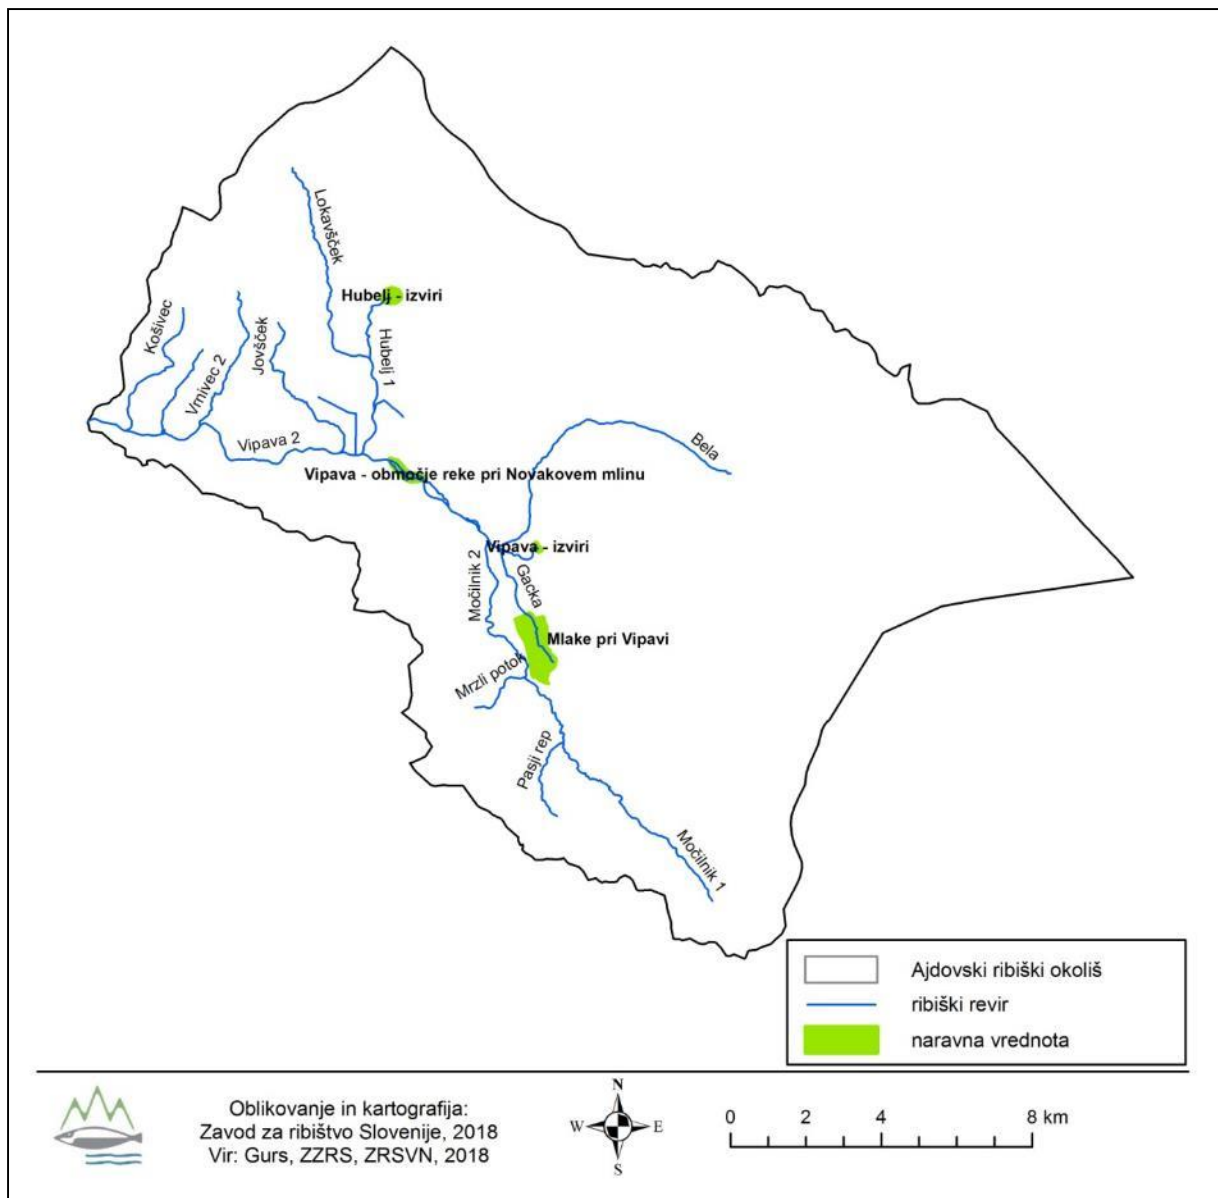 Lokavšček
Hubelj - izviri
Košivec
Vrnivec 2
Jovšček
Hubelj 1
Vipava 2
Bela
Vipava - območje reke pri Novakovem mlinu
Vipava - izviri
Močilnik 2
Gacka
Mlake pri Vipavi
Mrzli potok
Pasji rep
Močilnik 1
Ajdovski ribiški okoliš
ribiški revir
naravna vrednota
Oblikovanje in kartografija:
Zavod za ribištvo Slovenije, 2018
Vir: Gurs, ZZRS, ZRSVN, 2018
N
W E
S
0 2 4 8 km